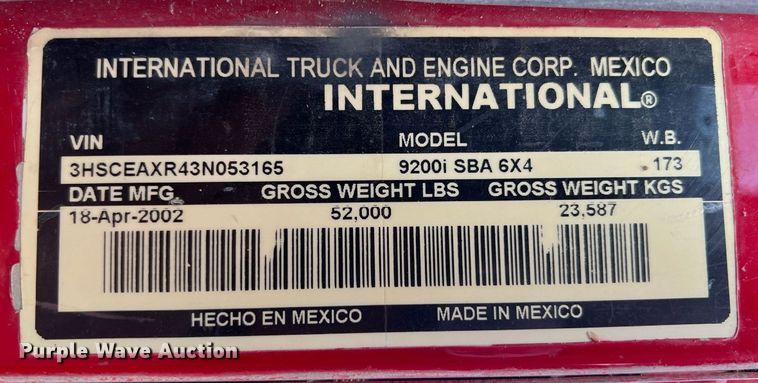 INTERNATIONAL TRUCK AND ENGINE CORP. MEXICO
INTERNATIONAL®
VIN MODEL W.B.
3HSCEAXR43N053165 9200i SBA 6X4 173
DATE MFG GROSS WEIGHT LBS GROSS WEIGHT KGS
18-Apr-2002 52,000 23,587
HECHO EN MEXICO MADE IN MEXICO
Purple Wave Auction